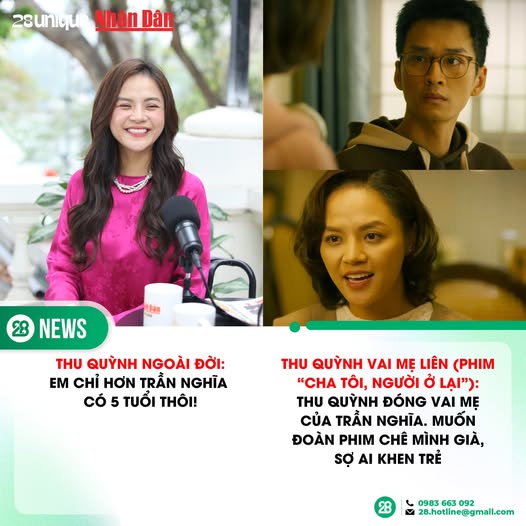 28unique Nhân Dân
28 NEWS
THU QUỲNH NGOÀI ĐỜI:
EM CHỈ HƠN TRẦN NGHĨA
CÓ 5 TUỔI THÔI!
THU QUỲNH VAI MẸ LIÊN (PHIM
“CHA TÔI, NGƯỜI Ở LẠI”):
THU QUỲNH ĐÓNG VAI MẸ
CỦA TRẦN NGHĨA. MUỐN
ĐOÀN PHIM CHÊ MÌNH GIÀ,
SỢ AI KHEN TRẺ
28
0983 663 092
28.hotline@gmail.com